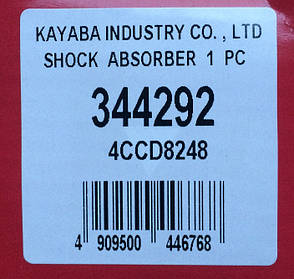 KAYABA INDUSTRY CO. , LTD
SHOCK ABSORBER 1 PC
344292
4CCD8248
4 909500 446768